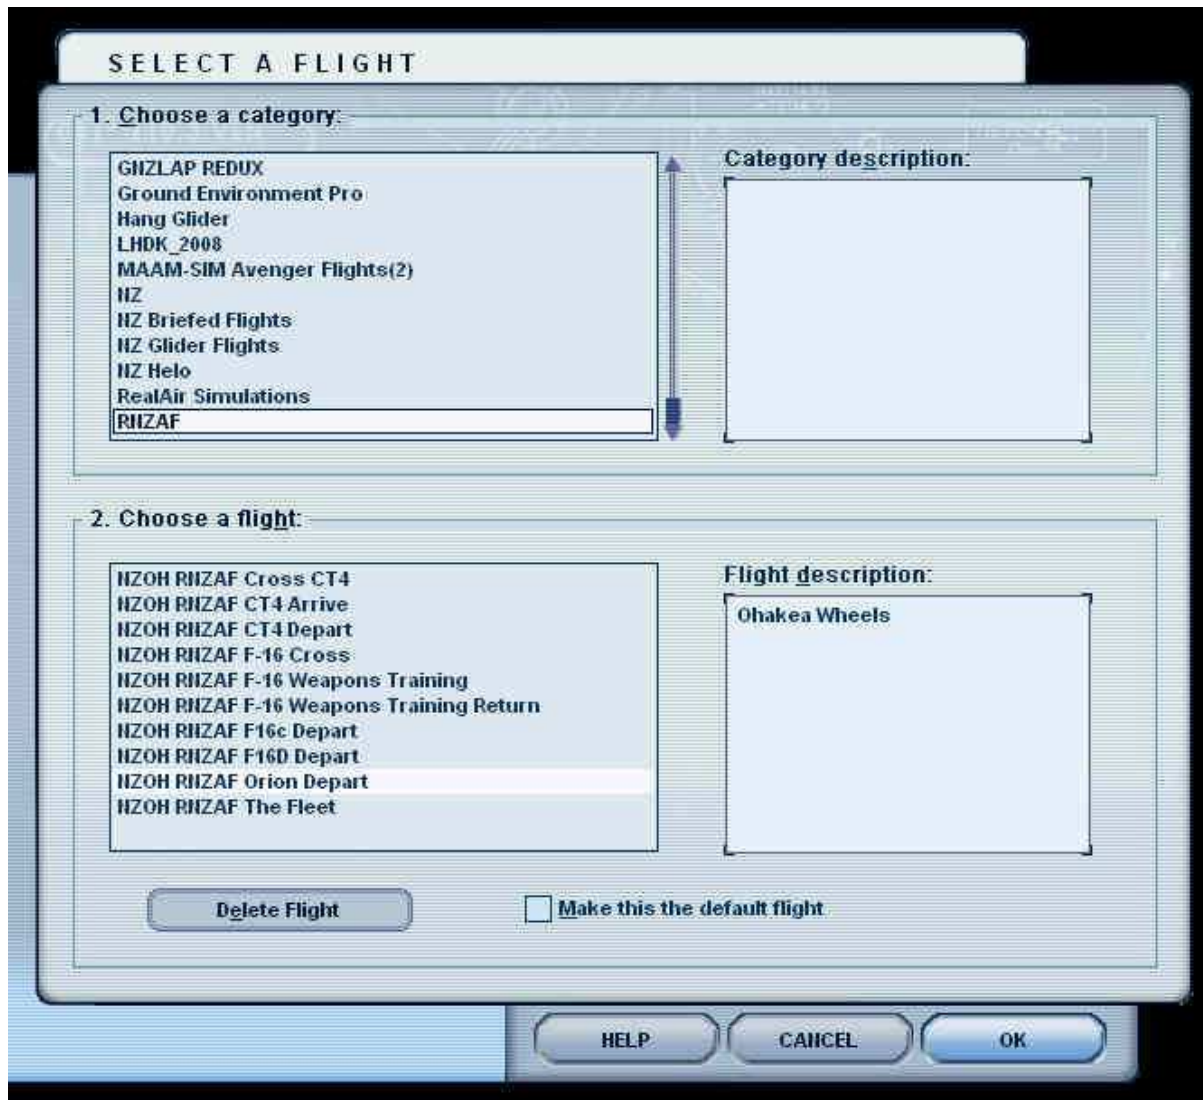 SELECT A FLIGHT
1. Choose a category:
GNZLAP REDUX
Ground Environment Pro
Hang Glider
LHDK_2008
MAAM-SIM Avenger Flights(2)
NZ
NZ Briefed Flights
NZ Glider Flights
NZ Helo
RealAir Simulations
RNZAF
Category description:
2. Choose a flight:
NZOH RNZAF Cross CT4
NZOH RNZAF CT4 Arrive
NZOH RNZAF CT4 Depart
NZOH RNZAF F-16 Cross
NZOH RNZAF F-16 Weapons Training
NZOH RNZAF F-16 Weapons Training Return
NZOH RNZAF F16c Depart
NZOH RNZAF F16D Depart
NZOH RNZAF Orion Depart
NZOH RNZAF The Fleet
Flight description:
Ohakea Wheels
Delete Flight
Make this the default flight
HELP
CANCEL
OK